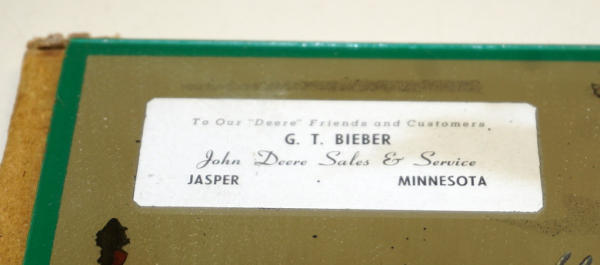 To Our "Deere" Friends and Customers
G. T. BIEBER
John Deere Sales & Service
JASPER . MINNESOTA